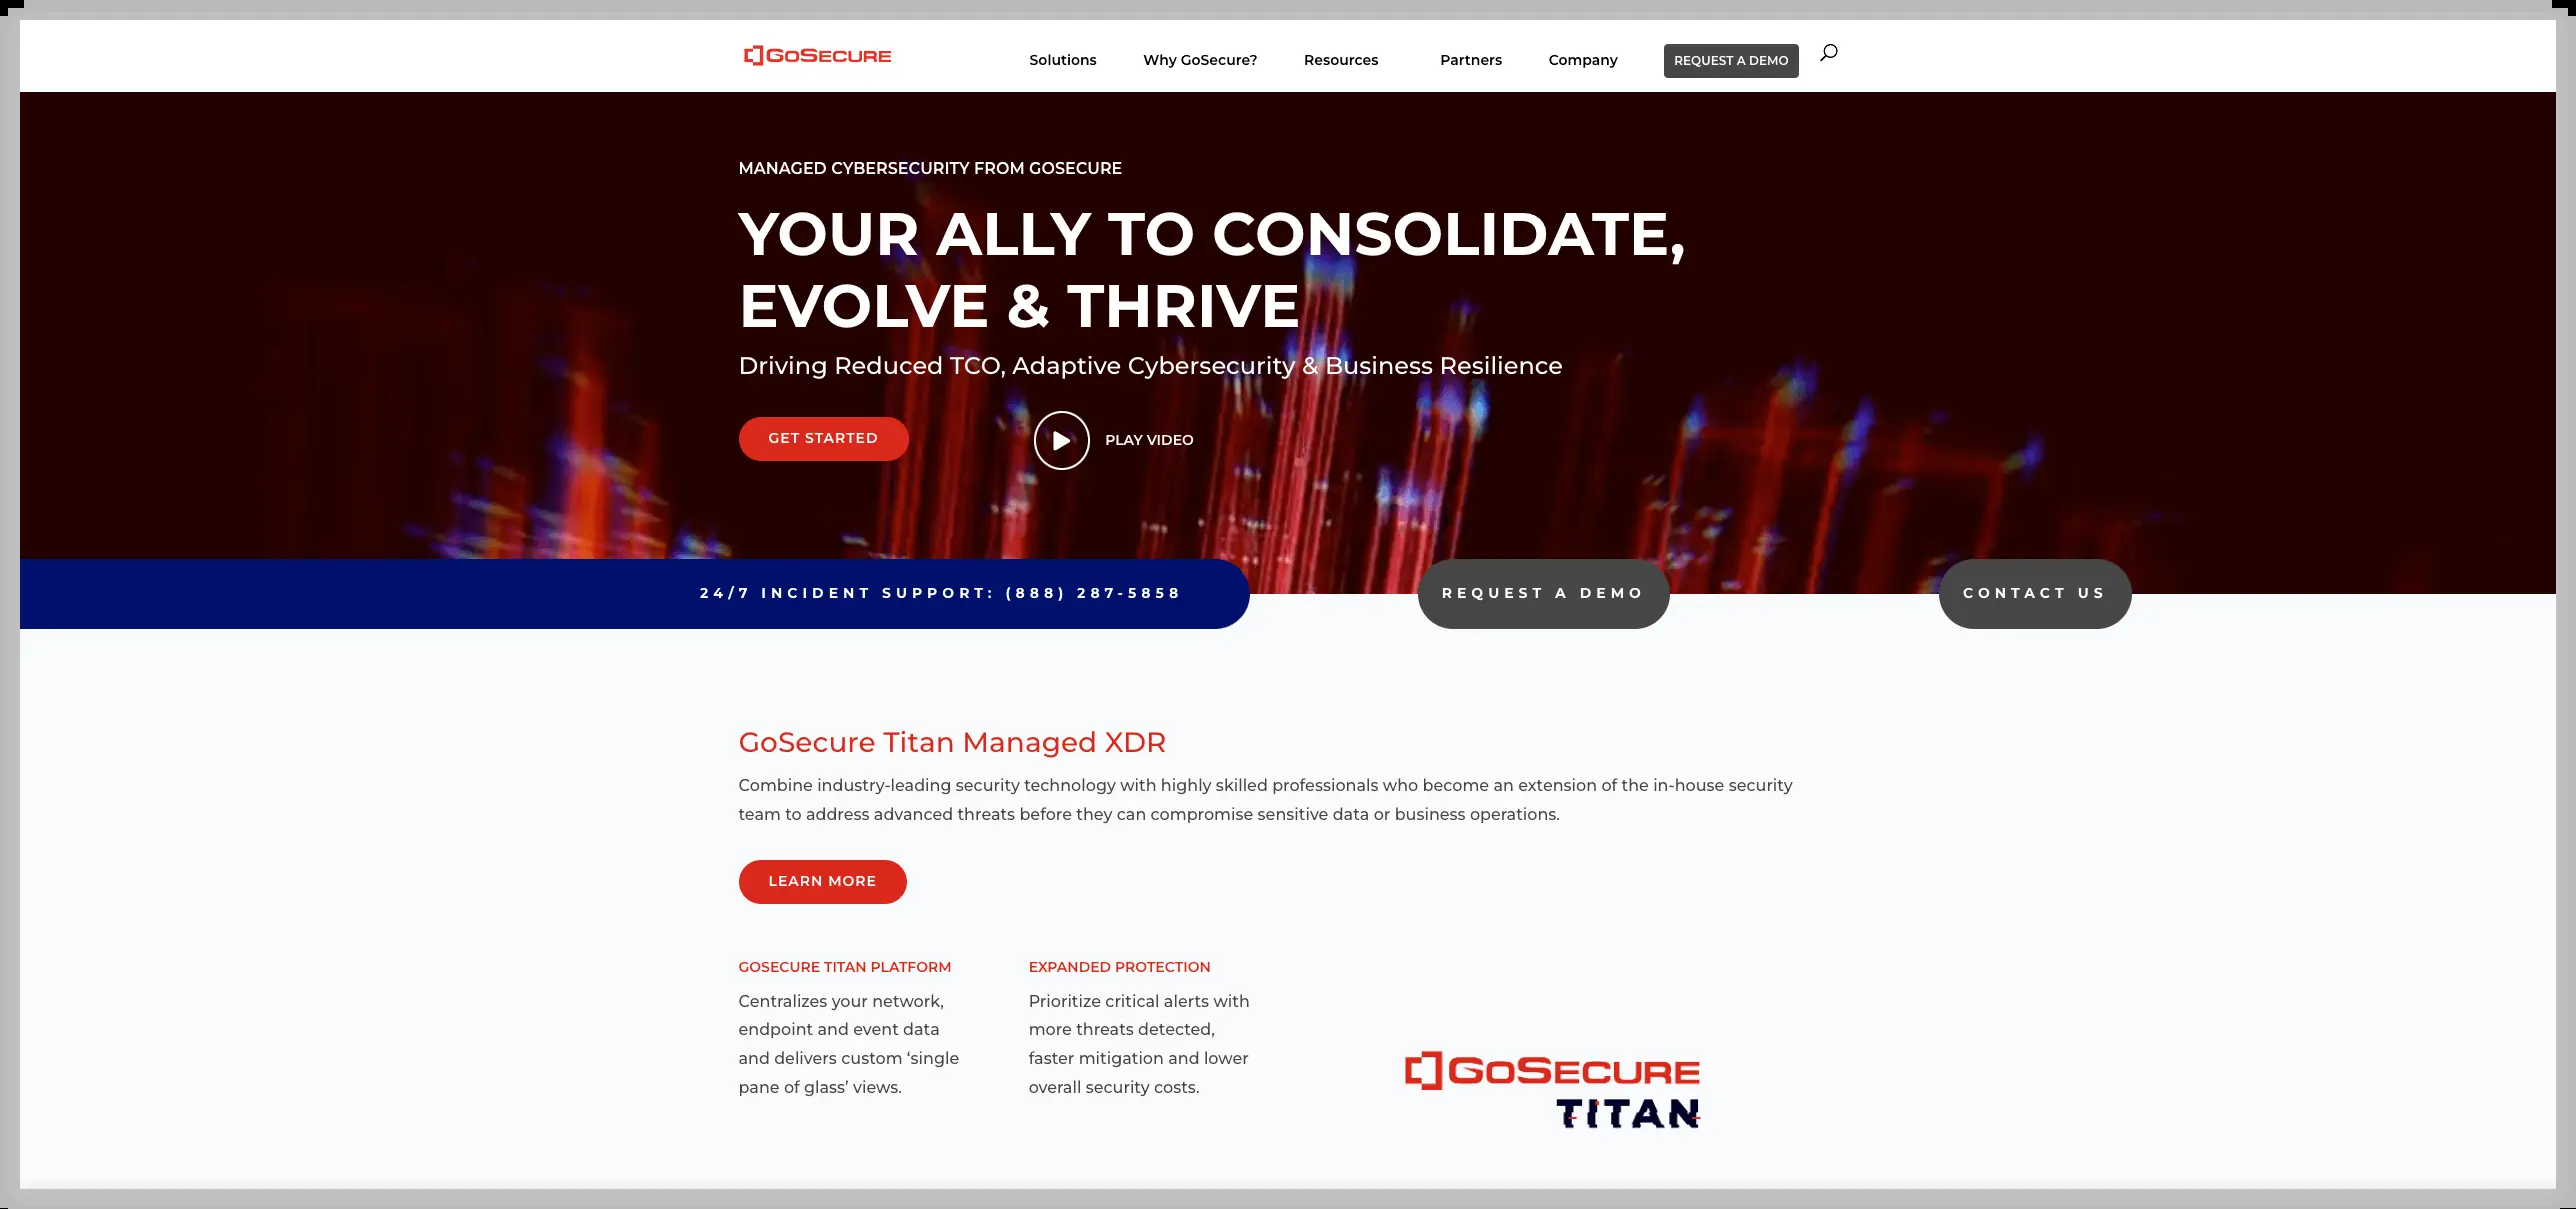 GOSECURE
Solutions
Why GoSecure?
Resources
Partners
Company
REQUEST A DEMO
MANAGED CYBERSECURITY FROM GOSECURE
YOUR ALLY TO CONSOLIDATE,
EVOLVE & THRIVE
Driving Reduced TCO, Adaptive Cybersecurity & Business Resilience
GET STARTED
PLAY VIDEO
24/7 INCIDENT SUPPORT: (888) 287-5858
REQUEST A DEMO
CONTACT US
GoSecure Titan Managed XDR
Combine industry-leading security technology with highly skilled professionals who become an extension of the in-house security
team to address advanced threats before they can compromise sensitive data or business operations.
LEARN MORE
GOSECURE TITAN PLATFORM
Centralizes your network,
endpoint and event data
and delivers custom ‘single
pane of glass’ views.
EXPANDED PROTECTION
Prioritize critical alerts with
more threats detected,
faster mitigation and lower
overall security costs.
GOSECURE
TITAN